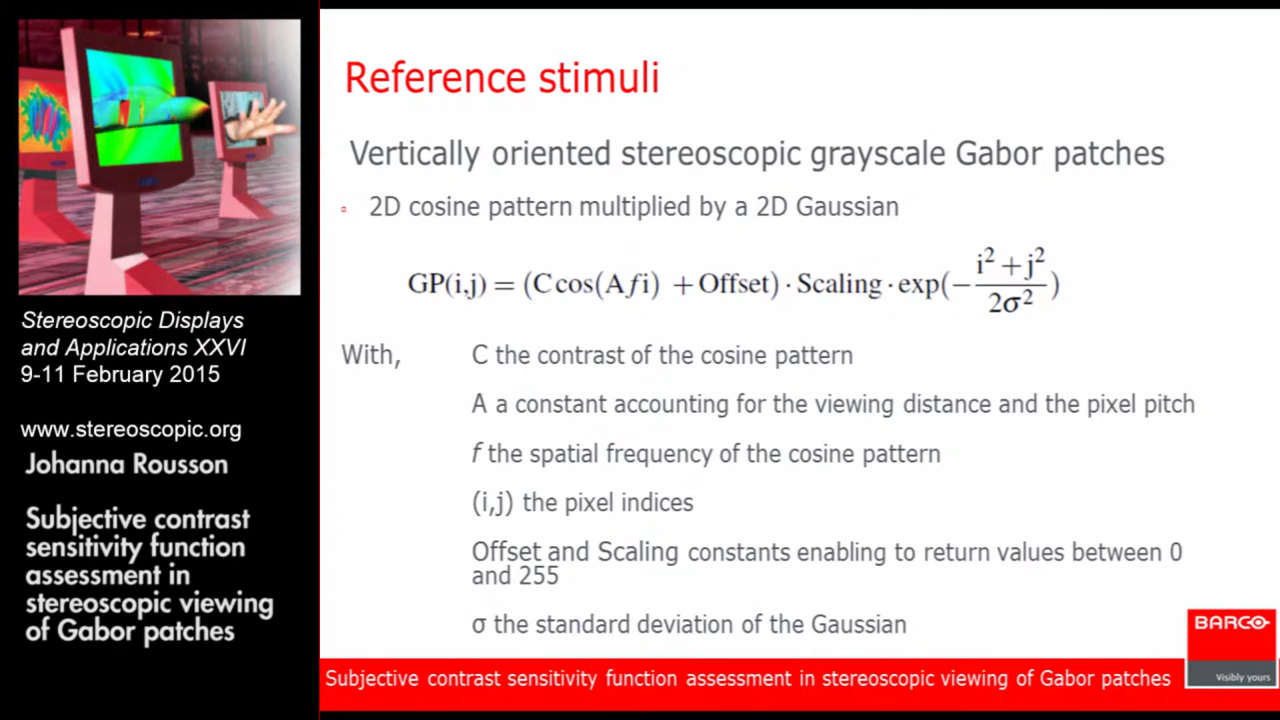 Reference stimuli
Vertically oriented stereoscopic grayscale Gabor patches
▫ 2D cosine pattern multiplied by a 2D Gaussian
GP(i,j) = (C cos(A f i) + Offset) · Scaling · exp(− (i² + j²) / 2σ²)
With, C the contrast of the cosine pattern
A a constant accounting for the viewing distance and the pixel pitch
f the spatial frequency of the cosine pattern
(i,j) the pixel indices
Offset and Scaling constants enabling to return values between 0
and 255
σ the standard deviation of the Gaussian
Stereoscopic Displays
and Applications XXVI
9-11 February 2015
www.stereoscopic.org
Johanna Rousson
Subjective contrast
sensitivity function
assessment in
stereoscopic viewing
of Gabor patches
Subjective contrast sensitivity function assessment in stereoscopic viewing of Gabor patches
BARCO
Visibly yours